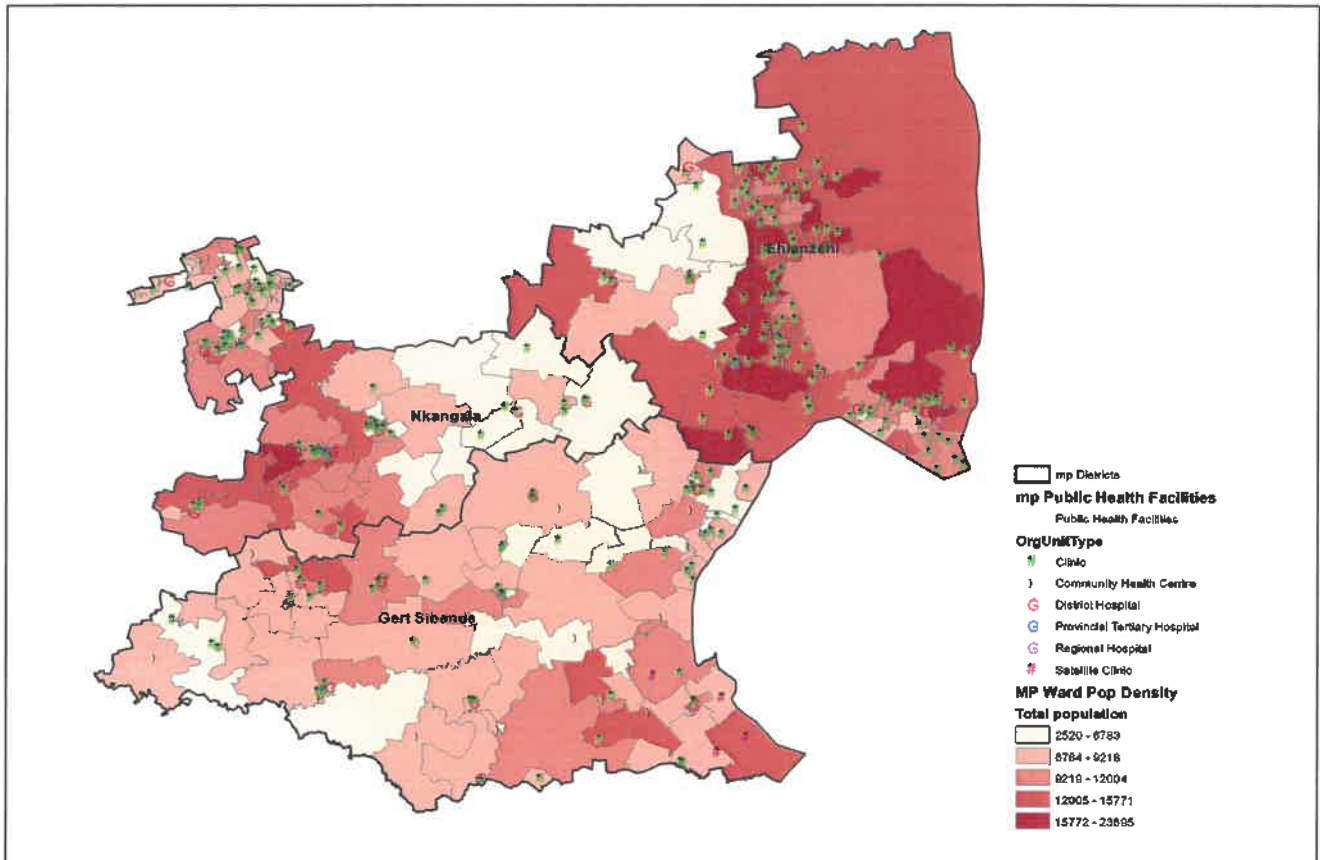 Ehlanzeni
Nkangala
Gert Sibande
mp Districts
mp Public Health Facilities
Public Health Facilities
OrgUnitType
Clinic
Community Health Centre
District Hospital
Provincial Tertiary Hospital
Regional Hospital
Satellite Clinic
MP Ward Pop Density
Total population
2520 - 6783
6784 - 9218
9219 - 12004
12005 - 15771
15772 - 23695